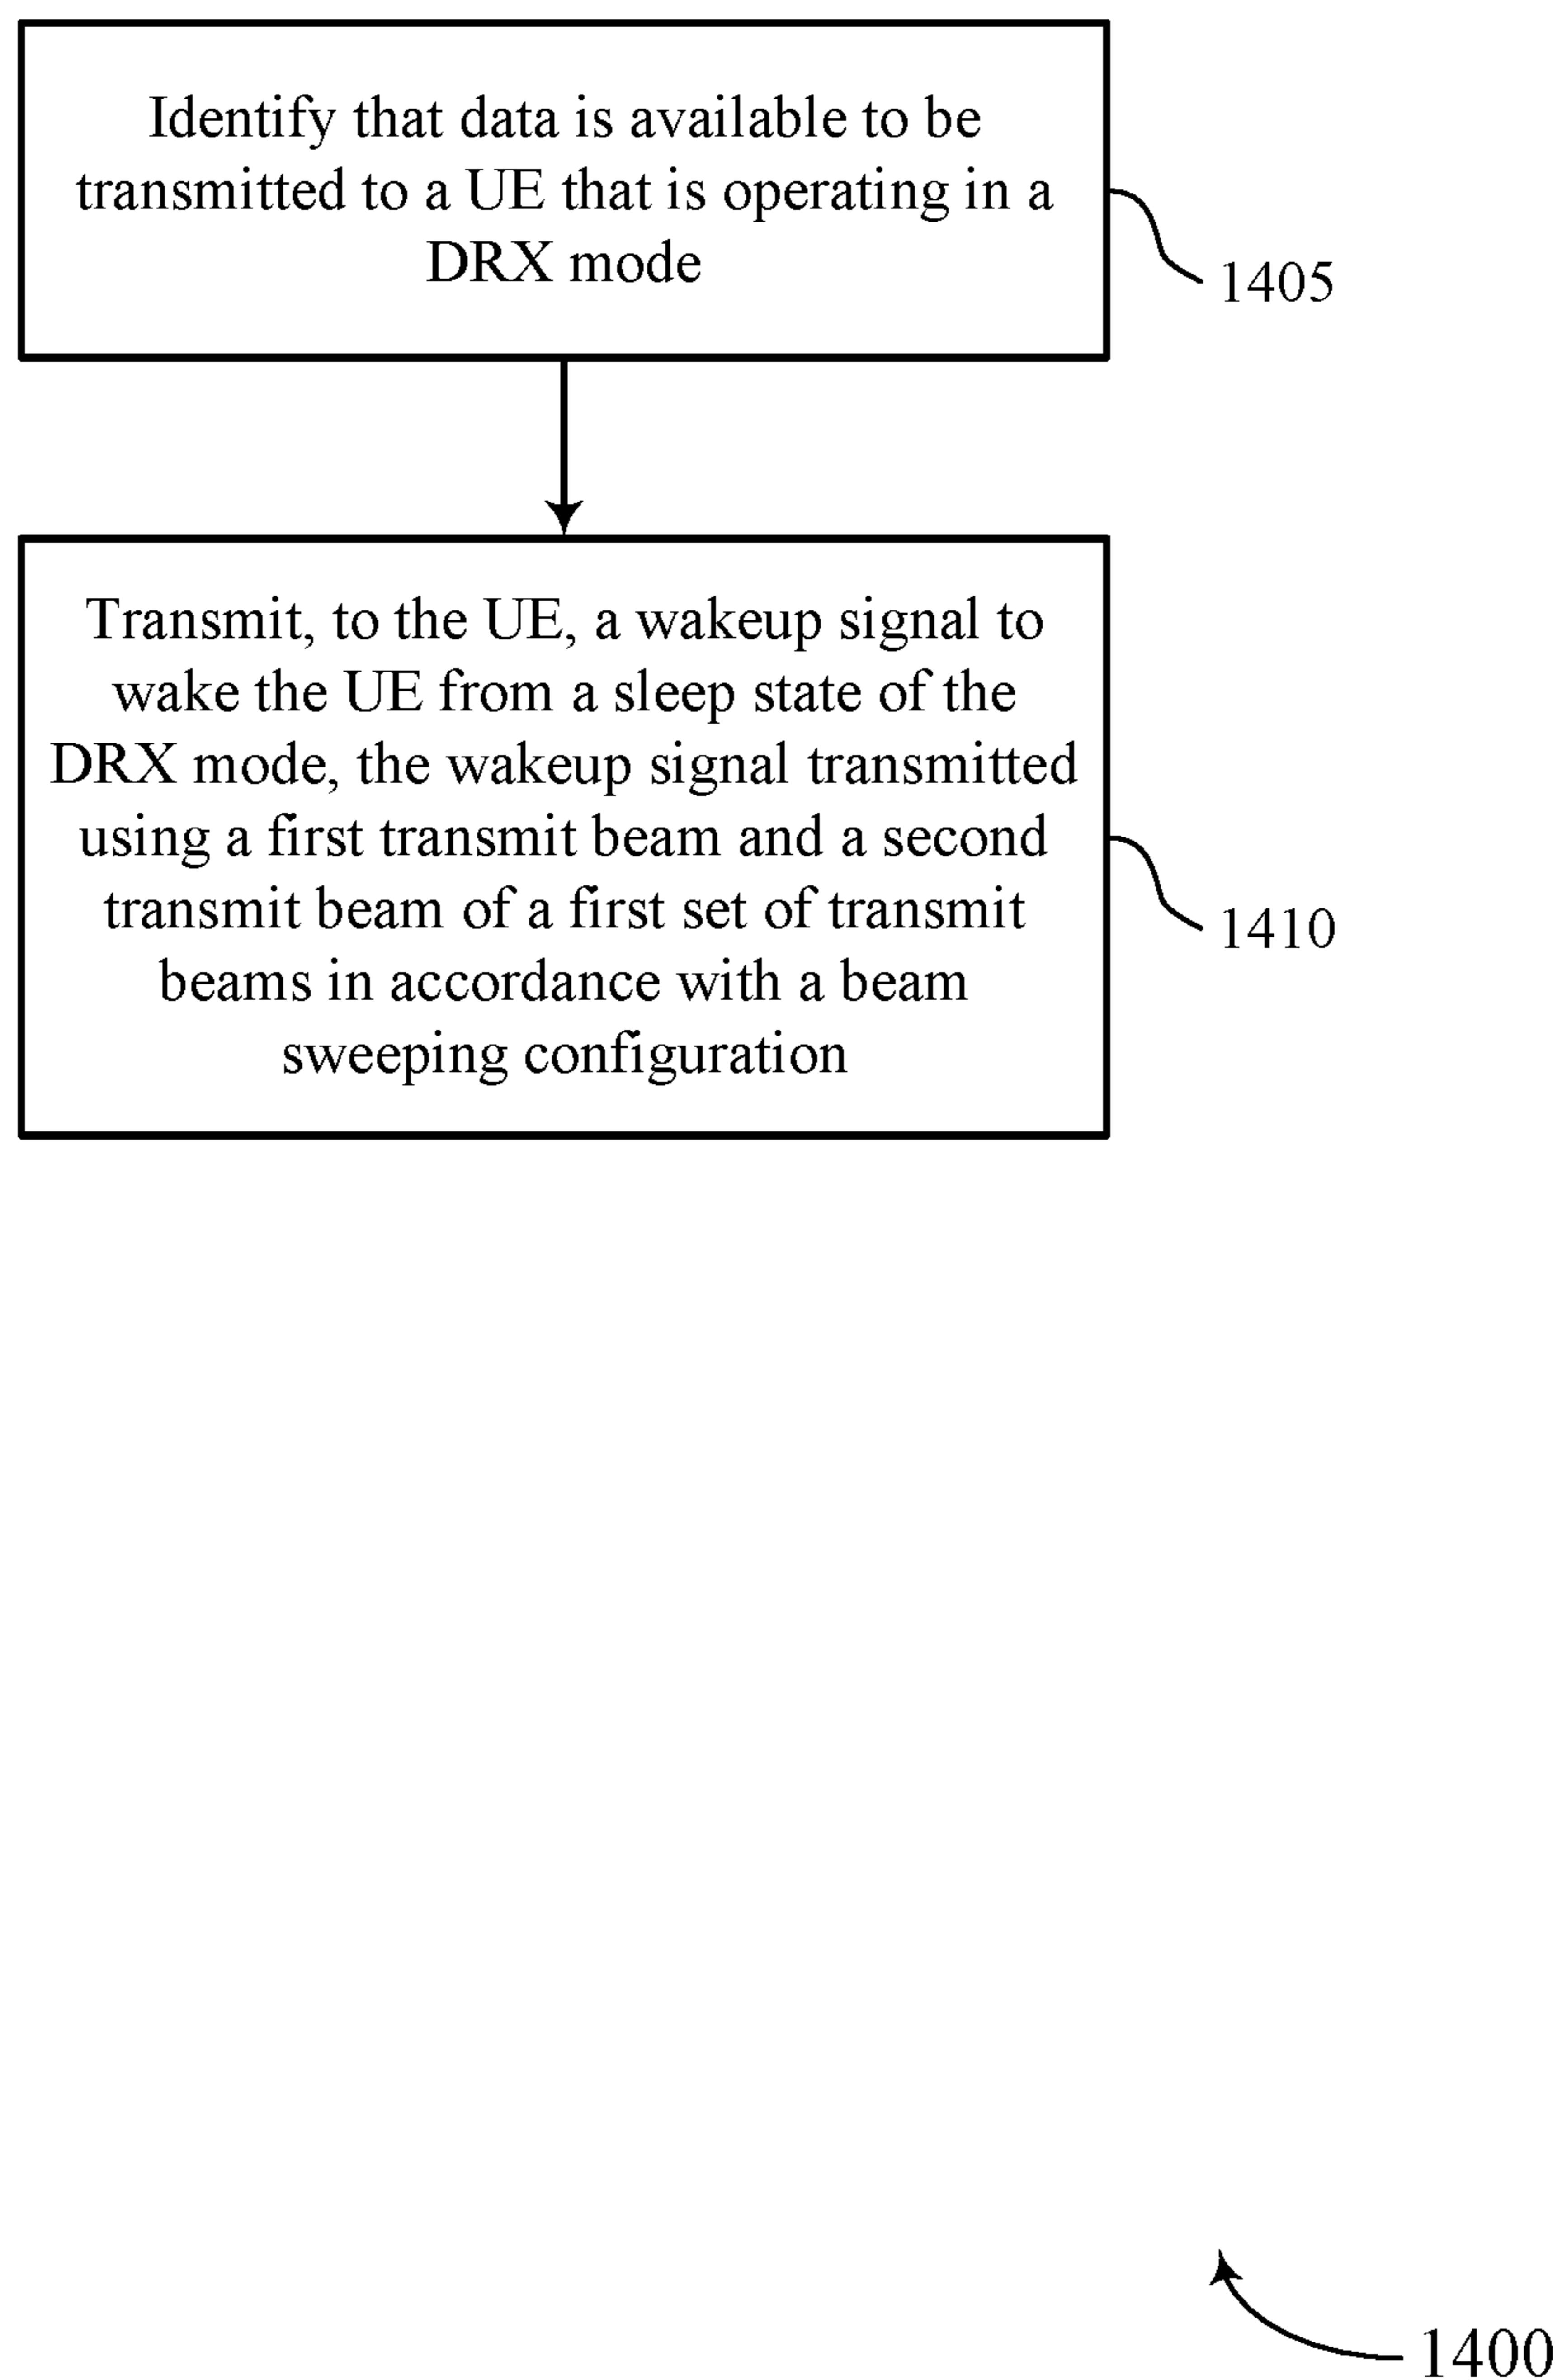 Identify that data is available to be
transmitted to a UE that is operating in a
DRX mode
1405
Transmit, to the UE, a wakeup signal to
wake the UE from a sleep state of the
DRX mode, the wakeup signal transmitted
using a first transmit beam and a second
transmit beam of a first set of transmit
beams in accordance with a beam
sweeping configuration
1410
1400